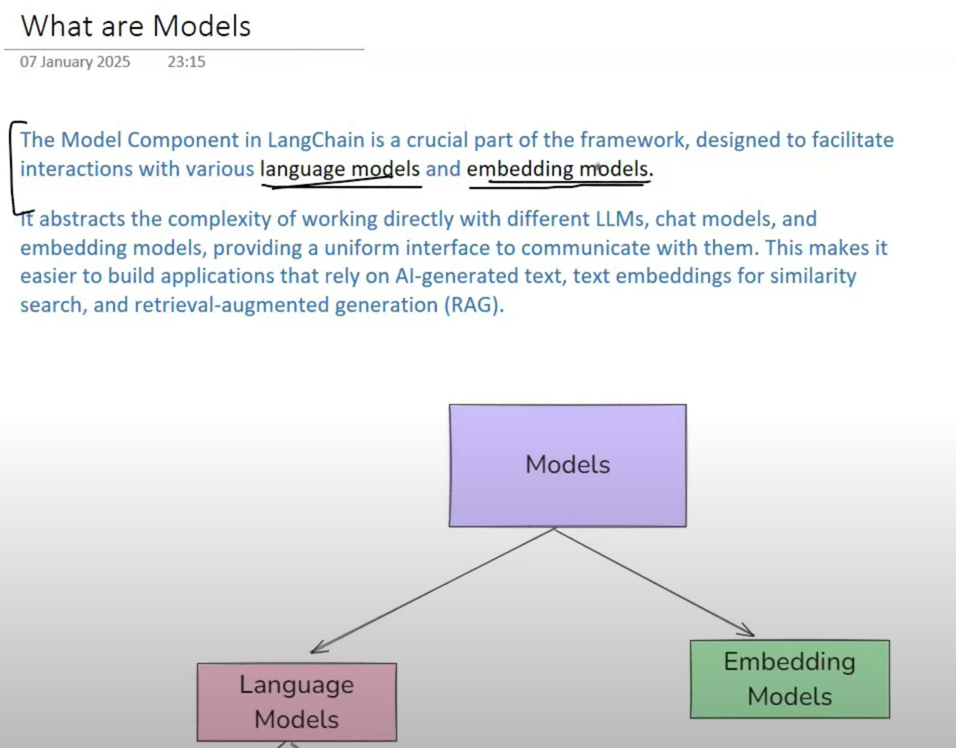 What are Models
07 January 2025 23:15
The Model Component in LangChain is a crucial part of the framework, designed to facilitate
interactions with various language models and embedding models.
It abstracts the complexity of working directly with different LLMs, chat models, and
embedding models, providing a uniform interface to communicate with them. This makes it
easier to build applications that rely on AI-generated text, text embeddings for similarity
search, and retrieval-augmented generation (RAG).
Models
Language
Models
Embedding
Models